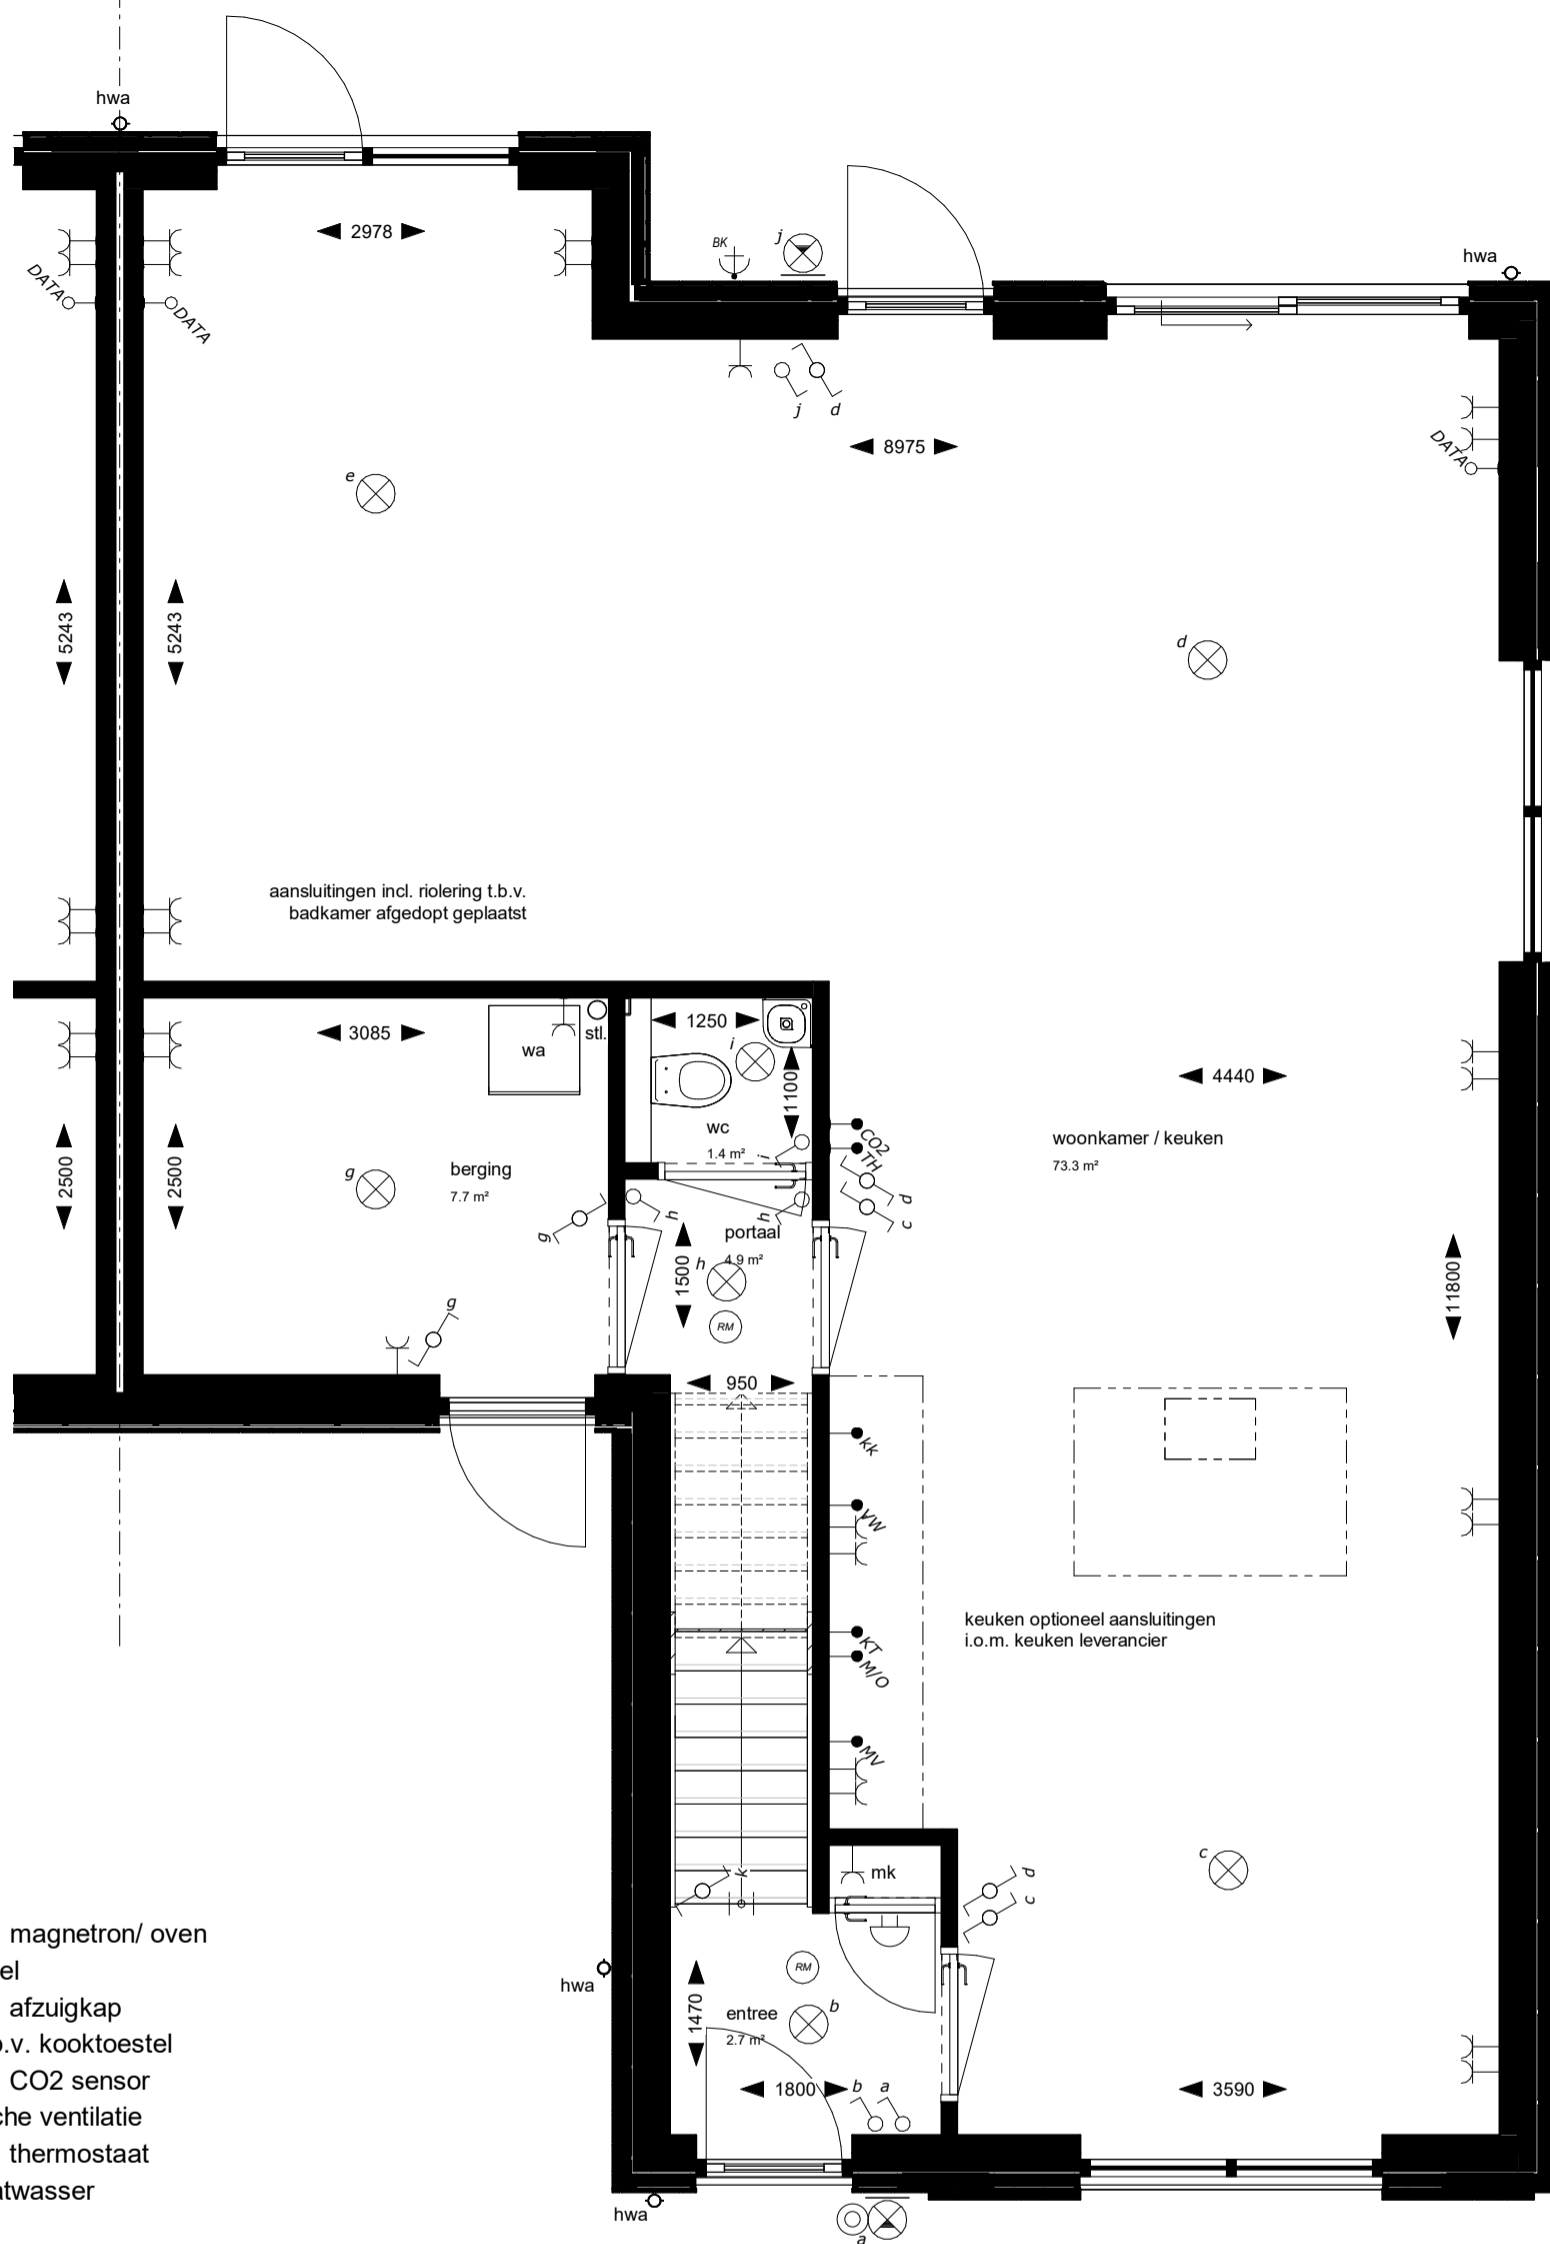 hwa
2978
BK
j
hwa
DATA
DATA
j
d
8975
DATA
e
5243
5243
d
aansluitingen incl. riolering t.b.v.
badkamer afgedopt geplaatst
3085
wa
stl.
1250
i
1100
4440
wc
1.4 m²
i
CO2
TH
d
c
woonkamer / keuken
73.3 m²
2500
2500
g
berging
7.7 m²
g
h
h
portaal
4.9 m²
h
1500
RM
11800
g
950
kk
VW
KT
M/O
keuken optioneel aansluitingen
i.o.m. keuken leverancier
MV
k
mk
d
c
c
magnetron/ oven
el
afzuigkap
o.v. kooktoestel
CO2 sensor
che ventilatie
thermostaat
atwasser
hwa
RM
1470
entree
2.7 m²
b
1800
b
a
3590
hwa
a